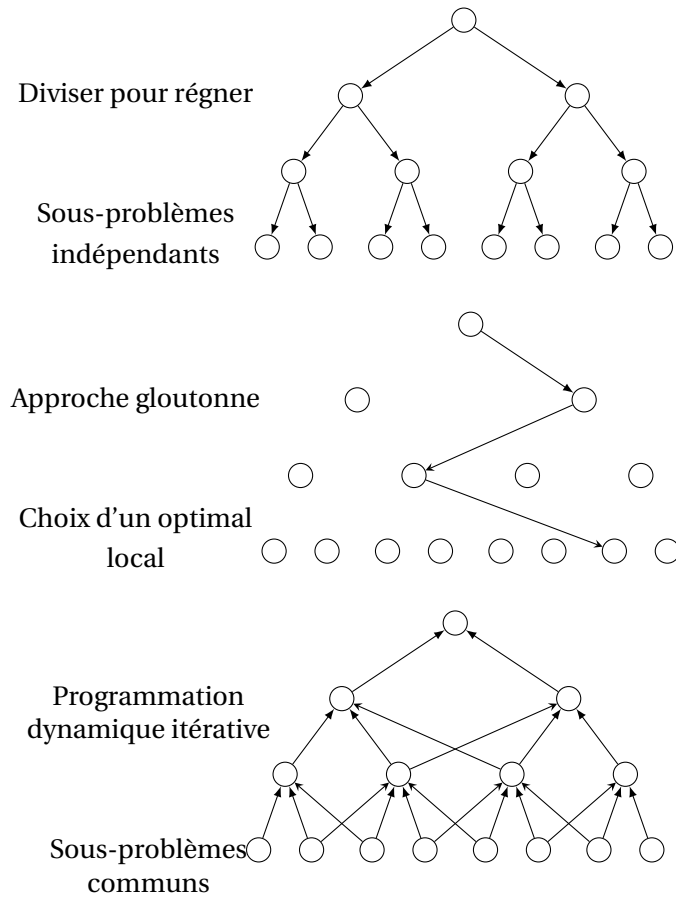 Diviser pour régner
Sous-problèmes
indépendants
Approche gloutonne
Choix d'un optimal
local
Programmation
dynamique itérative
Sous-problèmes
communs